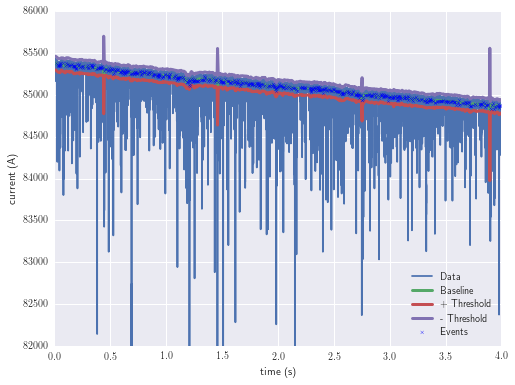 86000
85500
85000
84500
84000
83500
83000
82500
82000
current (A)
0.0 0.5 1.0 1.5 2.0 2.5 3.0 3.5 4.0
time (s)
Data
Baseline
+ Threshold
- Threshold
Events